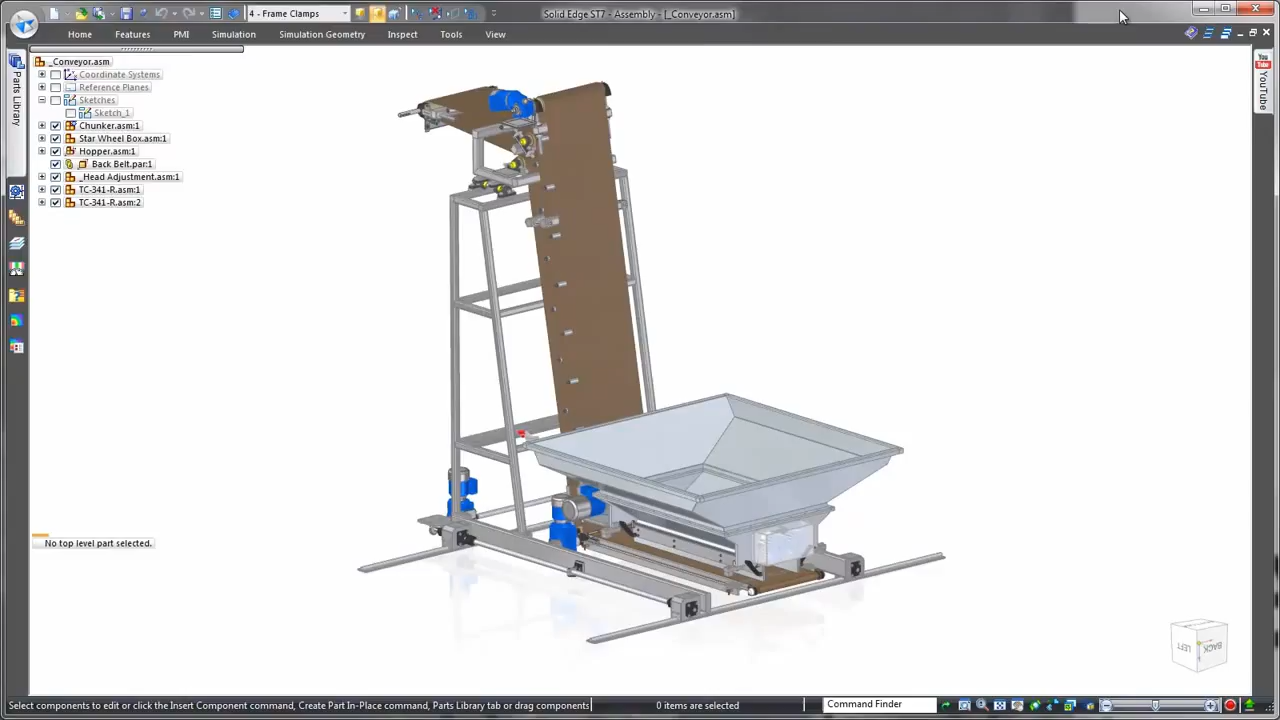 4 - Frame Clamps
Solid Edge ST7 - Assembly - [_Conveyor.asm]
Home Features PMI Simulation Simulation Geometry Inspect Tools View
_Conveyor.asm
Coordinate Systems
Reference Planes
Sketches
Sketch_1
Chunker.asm:1
Star Wheel Box.asm:1
Hopper.asm:1
Back Belt.par:1
_Head Adjustment.asm:1
TC-341-R.asm:1
TC-341-R.asm:2
Parts Library
You
Tube
YouTube
No top level part selected.
LEFT
BACK
Select components to edit or click the Insert Component command, Create Part In-Place command, Parts Library tab or drag components
0 items are selected
Command Finder